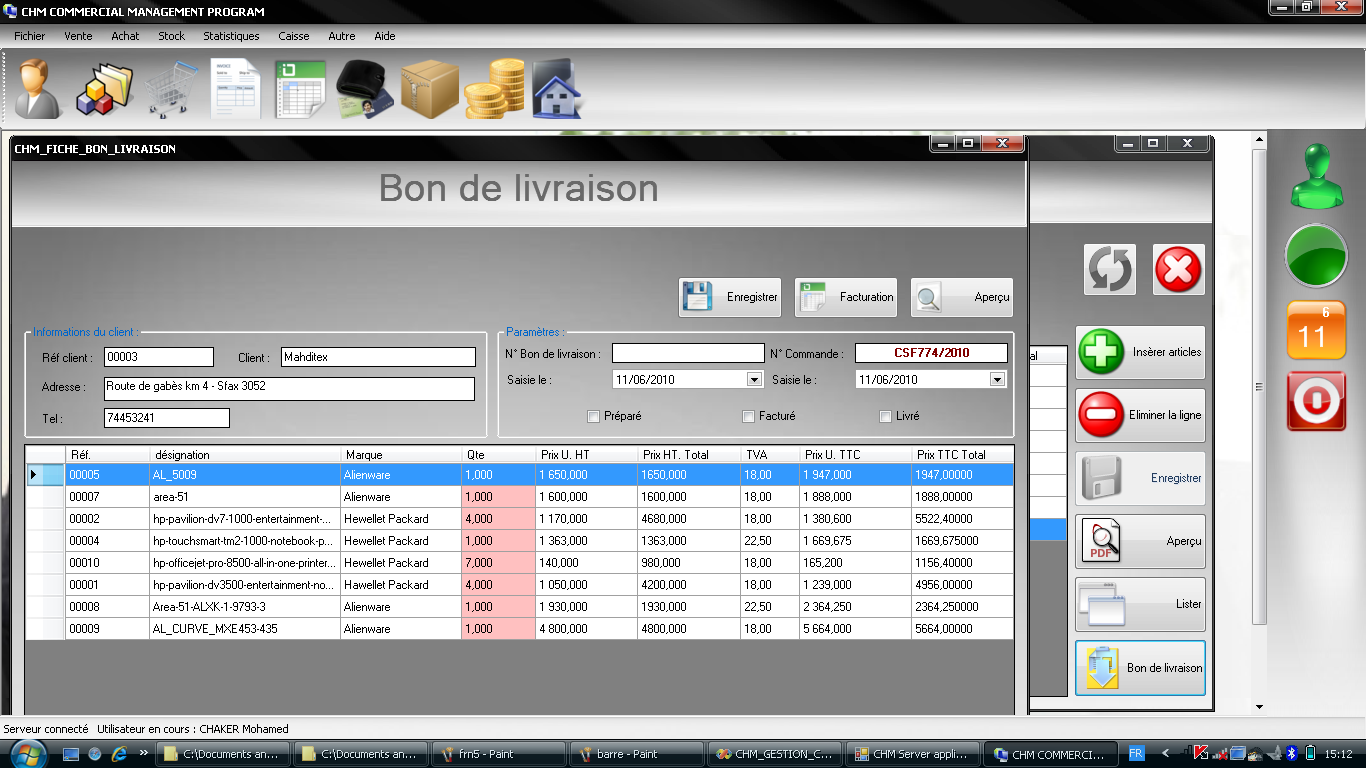 CHM COMMERCIAL MANAGEMENT PROGRAM
Fichier Vente Achat Stock Statistiques Caisse Autre Aide
INVOICE
CHM_FICHE_BON_LIVRAISON
Bon de livraison
Enregistrer Facturation Aperçu
Informations du client :
Réf client : 00003 Client : Mahditex
Adresse : Route de gabès km 4 - Sfax 3052
Tel : 74453241
Paramètres :
N° Bon de livraison : N° Commande : CSF774/2010
Saisie le : 11/06/2010 Saisie le : 11/06/2010
Préparé Facturé Livré
Réf. désignation Marque Qte Prix U. HT Prix HT. Total TVA Prix U. TTC Prix TTC Total
00005 AL_5009 Alienware 1,000 1 650,000 1650,000 18,00 1 947,000 1947,00000
00007 area-51 Alienware 1,000 1 600,000 1600,000 18,00 1 888,000 1888,00000
00002 hp-pavilion-dv7-1000-entertainment-... Hewellet Packard 4,000 1 170,000 4680,000 18,00 1 380,600 5522,40000
00004 hp-touchsmart-tm2-1000-notebook-p... Hewellet Packard 1,000 1 363,000 1363,000 22,50 1 669,675 1669,675000
00010 hp-officejet-pro-8500-all-in-one-printer... Hewellet Packard 7,000 140,000 980,000 18,00 165,200 1156,40000
00001 hp-pavilion-dv3500-entertainment-no... Hewellet Packard 4,000 1 050,000 4200,000 18,00 1 239,000 4956,00000
00008 Area-51-ALXK-1-9793-3 Alienware 1,000 1 930,000 1930,000 22,50 2 364,250 2364,250000
00009 AL_CURVE_MXE453-435 Alienware 1,000 4 800,000 4800,000 18,00 5 664,000 5664,00000
al
Insèrer articles
Eliminer la ligne
Enregistrer
PDF Aperçu
Lister
Bon de livraison
6
11
Serveur connecté Utilisateur en cours : CHAKER Mohamed
C:\Documents an... C:\Documents an... frn5 - Paint barre - Paint CHM_GESTION_C... CHM Server appli... CHM COMMERCI... FR 15:12